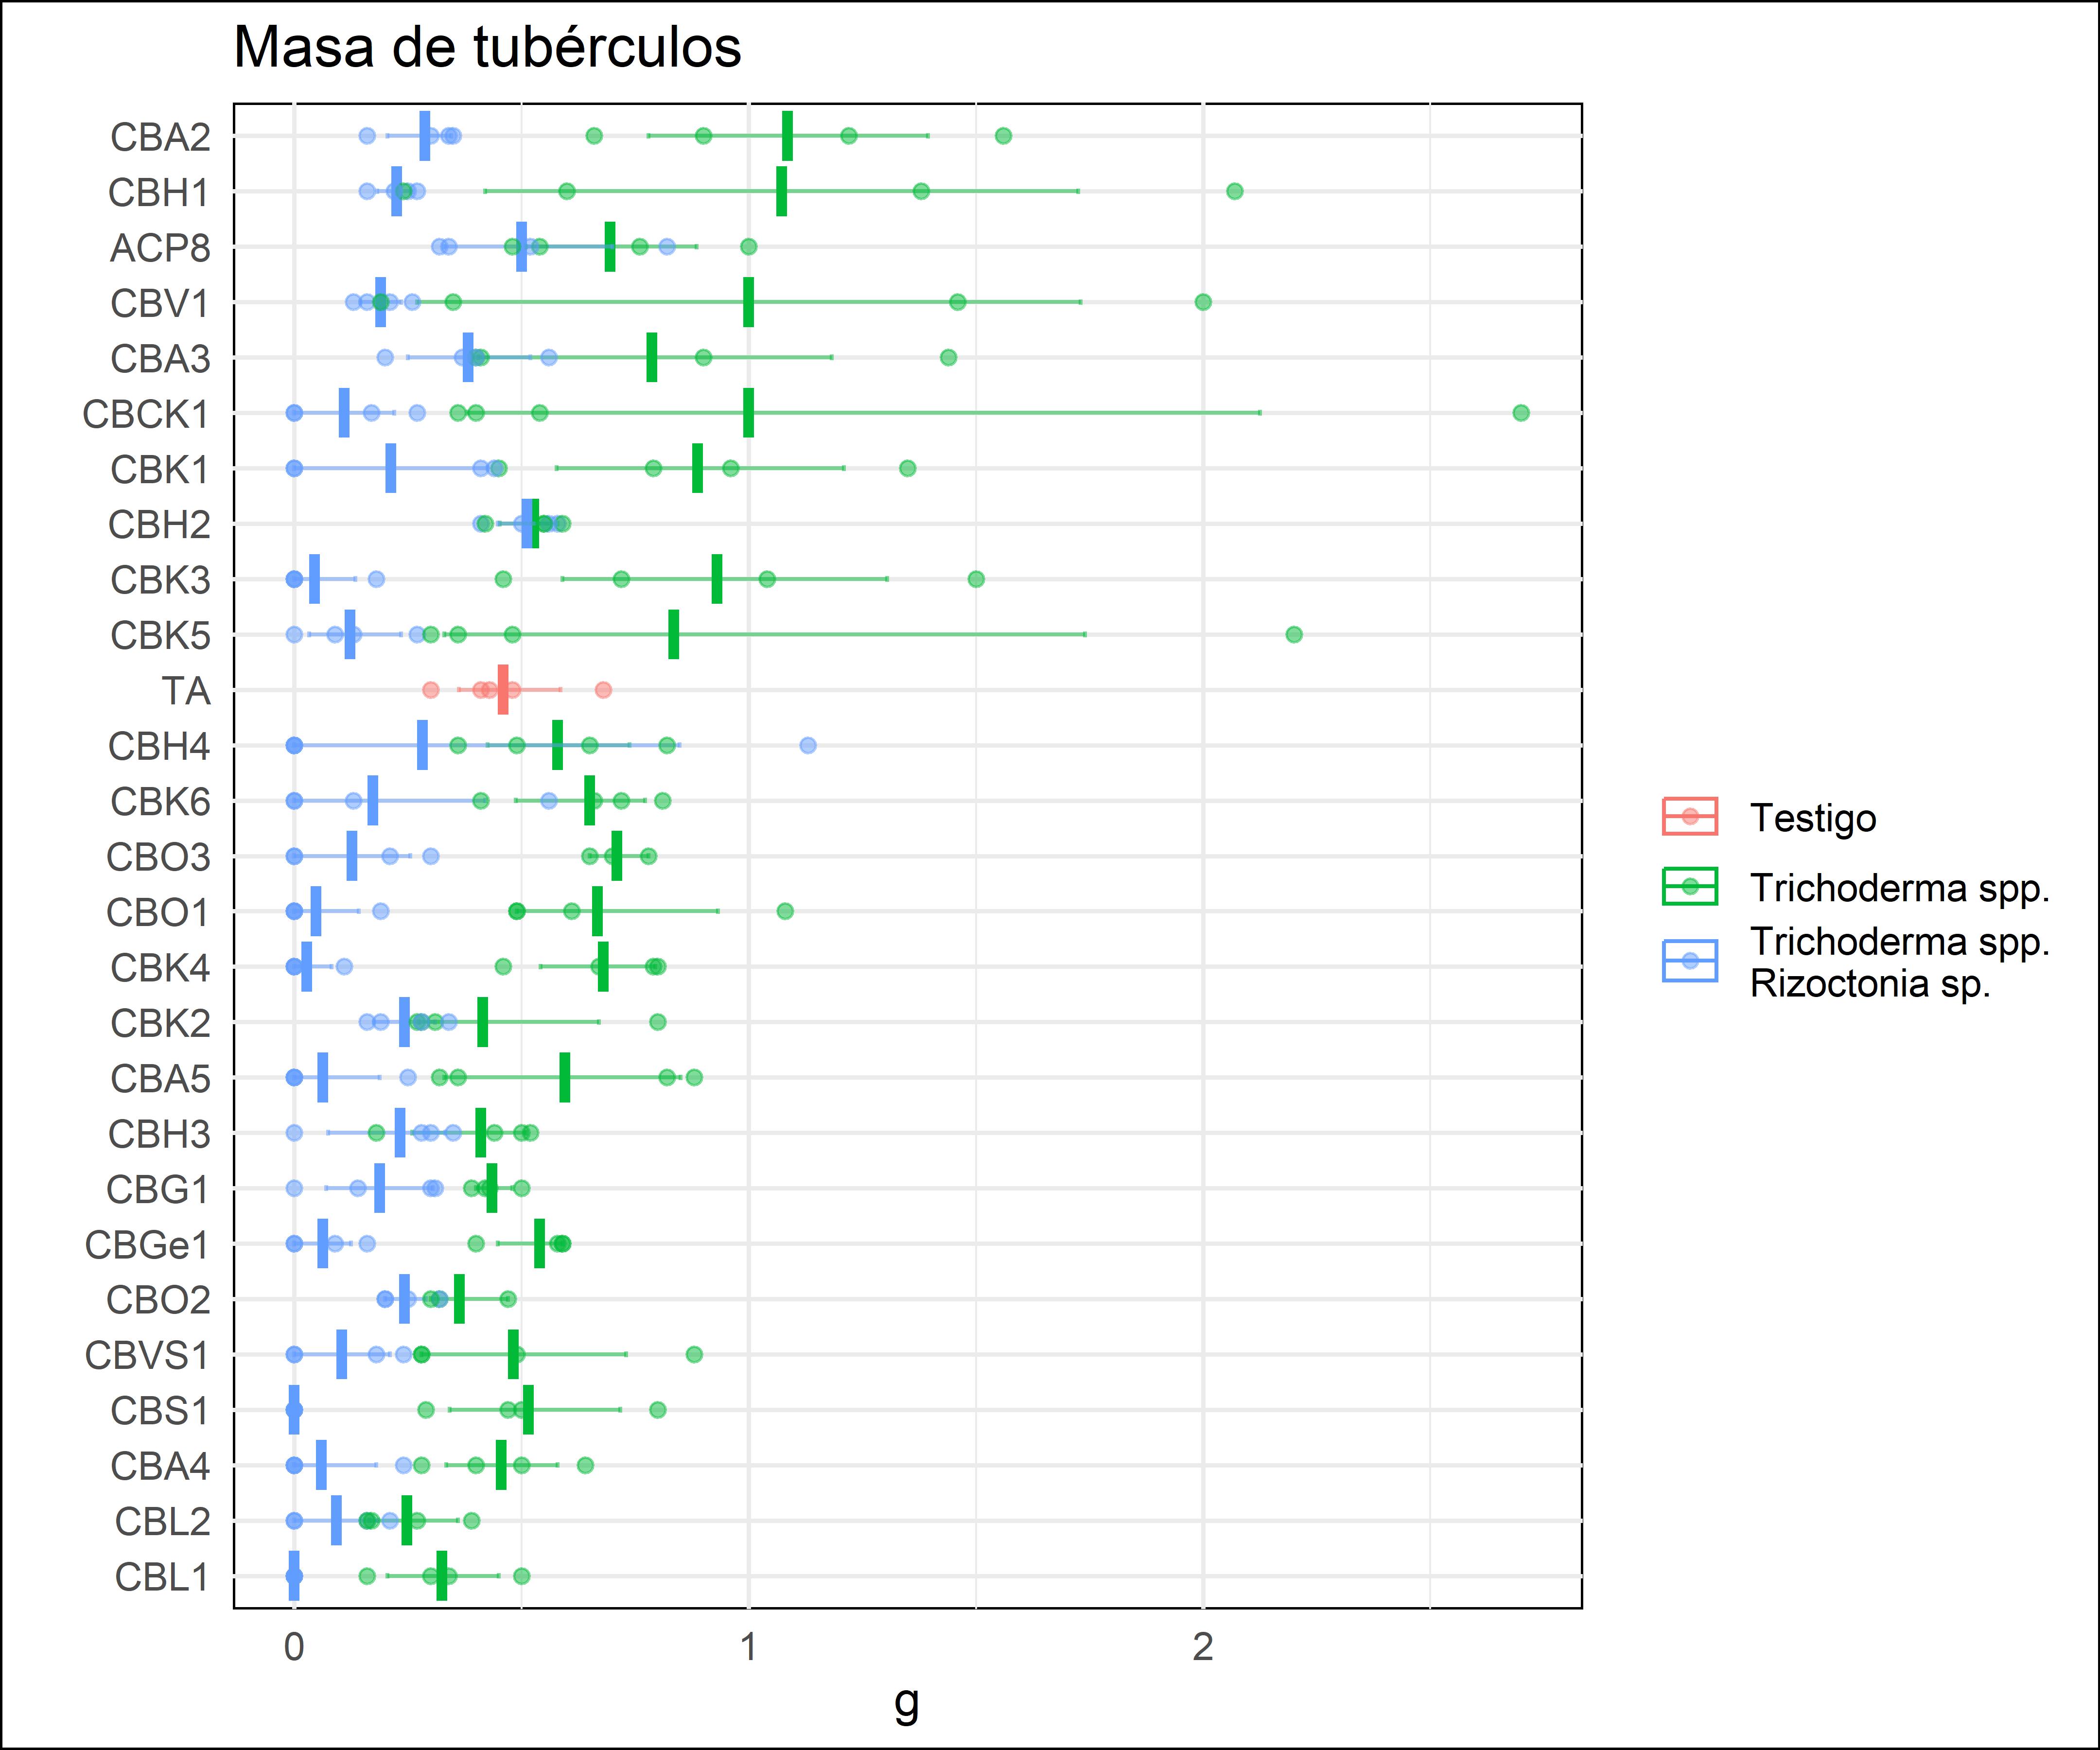 Masa de tubérculos
CBA2
CBH1
ACP8
CBV1
CBA3
CBCK1
CBK1
CBH2
CBK3
CBK5
TA
CBH4
CBK6
CBO3
CBO1
CBK4
CBK2
CBA5
CBH3
CBG1
CBGe1
CBO2
CBVS1
CBS1
CBA4
CBL2
CBL1
0 1 2
g
Testigo
Trichoderma spp.
Trichoderma spp.
Rizoctonia sp.